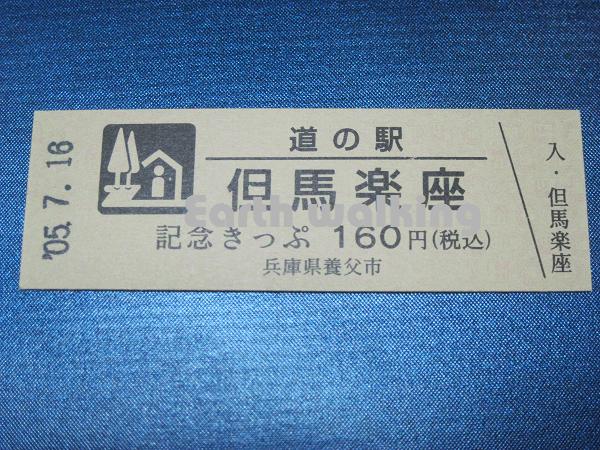 '05.7.16
道の駅
但馬楽座
Earth walking
記念きっぷ 160円(税込)
兵庫県養父市
入・但馬楽座